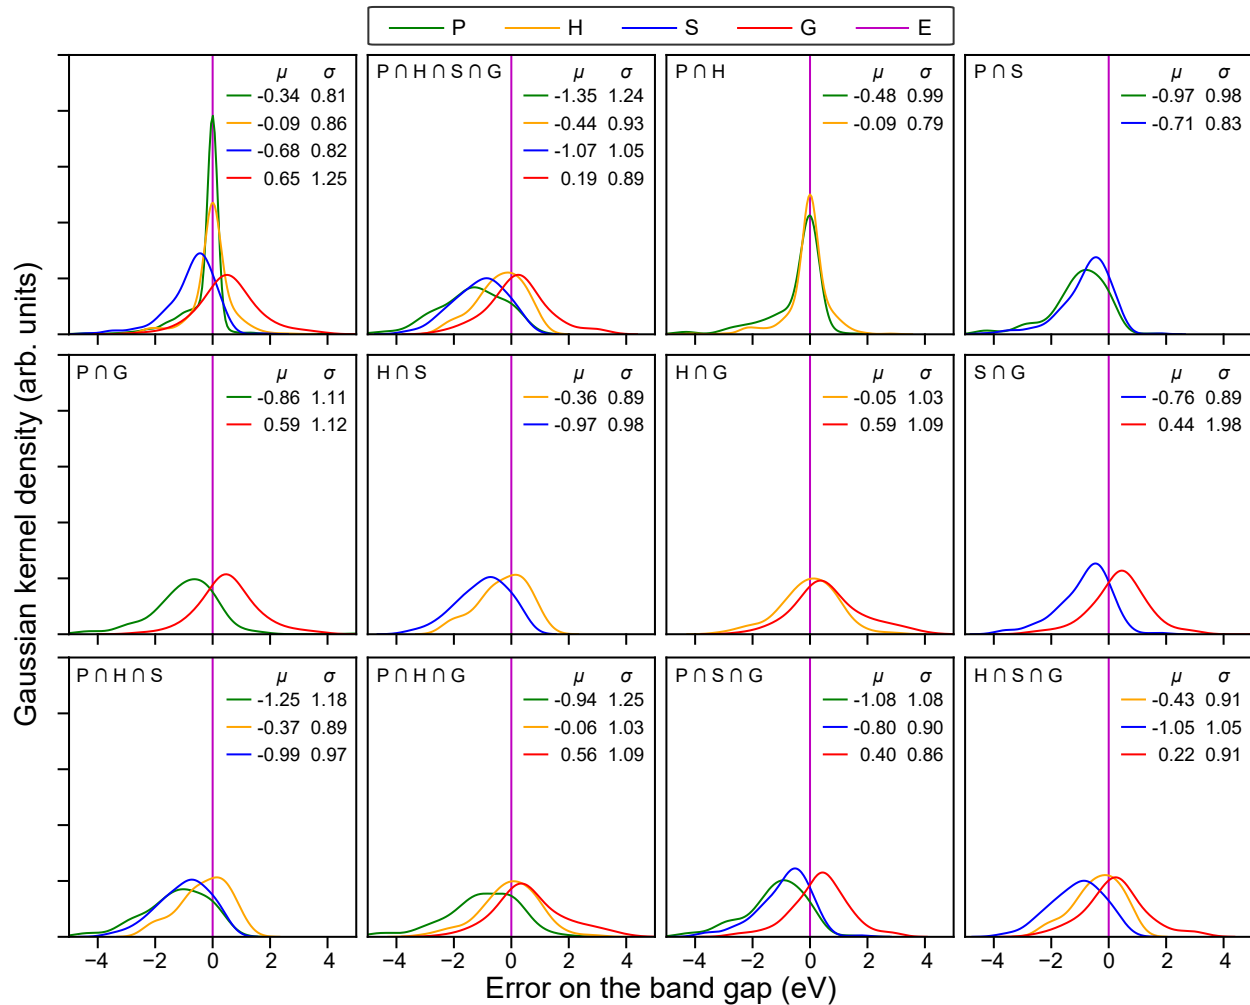 P H S G E
μ σ
-0.34 0.81
-0.09 0.86
-0.68 0.82
0.65 1.25
P ∩ H ∩ S ∩ G
μ σ
-1.35 1.24
-0.44 0.93
-1.07 1.05
0.19 0.89
P ∩ H
μ σ
-0.48 0.99
-0.09 0.79
P ∩ S
μ σ
-0.97 0.98
-0.71 0.83
P ∩ G
μ σ
-0.86 1.11
0.59 1.12
H ∩ S
μ σ
-0.36 0.89
-0.97 0.98
H ∩ G
μ σ
-0.05 1.03
0.59 1.09
S ∩ G
μ σ
-0.76 0.89
0.44 1.98
P ∩ H ∩ S
μ σ
-1.25 1.18
-0.37 0.89
-0.99 0.97
P ∩ H ∩ G
μ σ
-0.94 1.25
-0.06 1.03
0.56 1.09
P ∩ S ∩ G
μ σ
-1.08 1.08
-0.80 0.90
0.40 0.86
H ∩ S ∩ G
μ σ
-0.43 0.91
-1.05 1.05
0.22 0.91
−4 −2 0 2 4 −4 −2 0 2 4 −4 −2 0 2 4 −4 −2 0 2 4
Error on the band gap (eV)
Gaussian kernel density (arb. units)